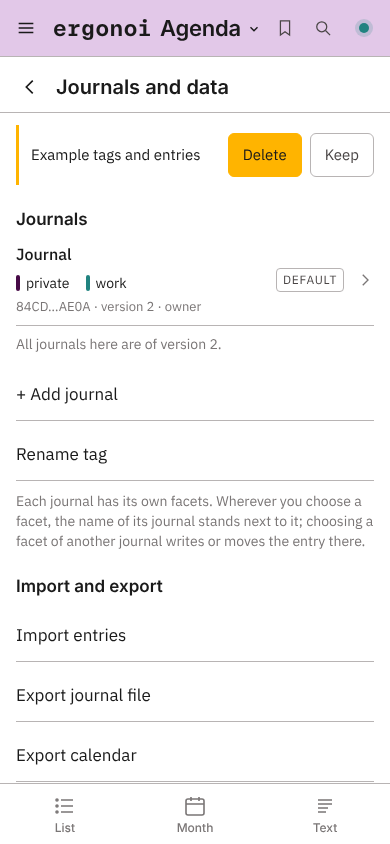 ergonoi Agenda
Journals and data
Example tags and entries
Delete
Keep
Journals
Journal
private work
DEFAULT
84CD…AE0A · version 2 · owner
All journals here are of version 2.
+ Add journal
Rename tag
Each journal has its own facets. Wherever you choose a
facet, the name of its journal stands next to it; choosing a
facet of another journal writes or moves the entry there.
Import and export
Import entries
Export journal file
Export calendar
List
Month
Text